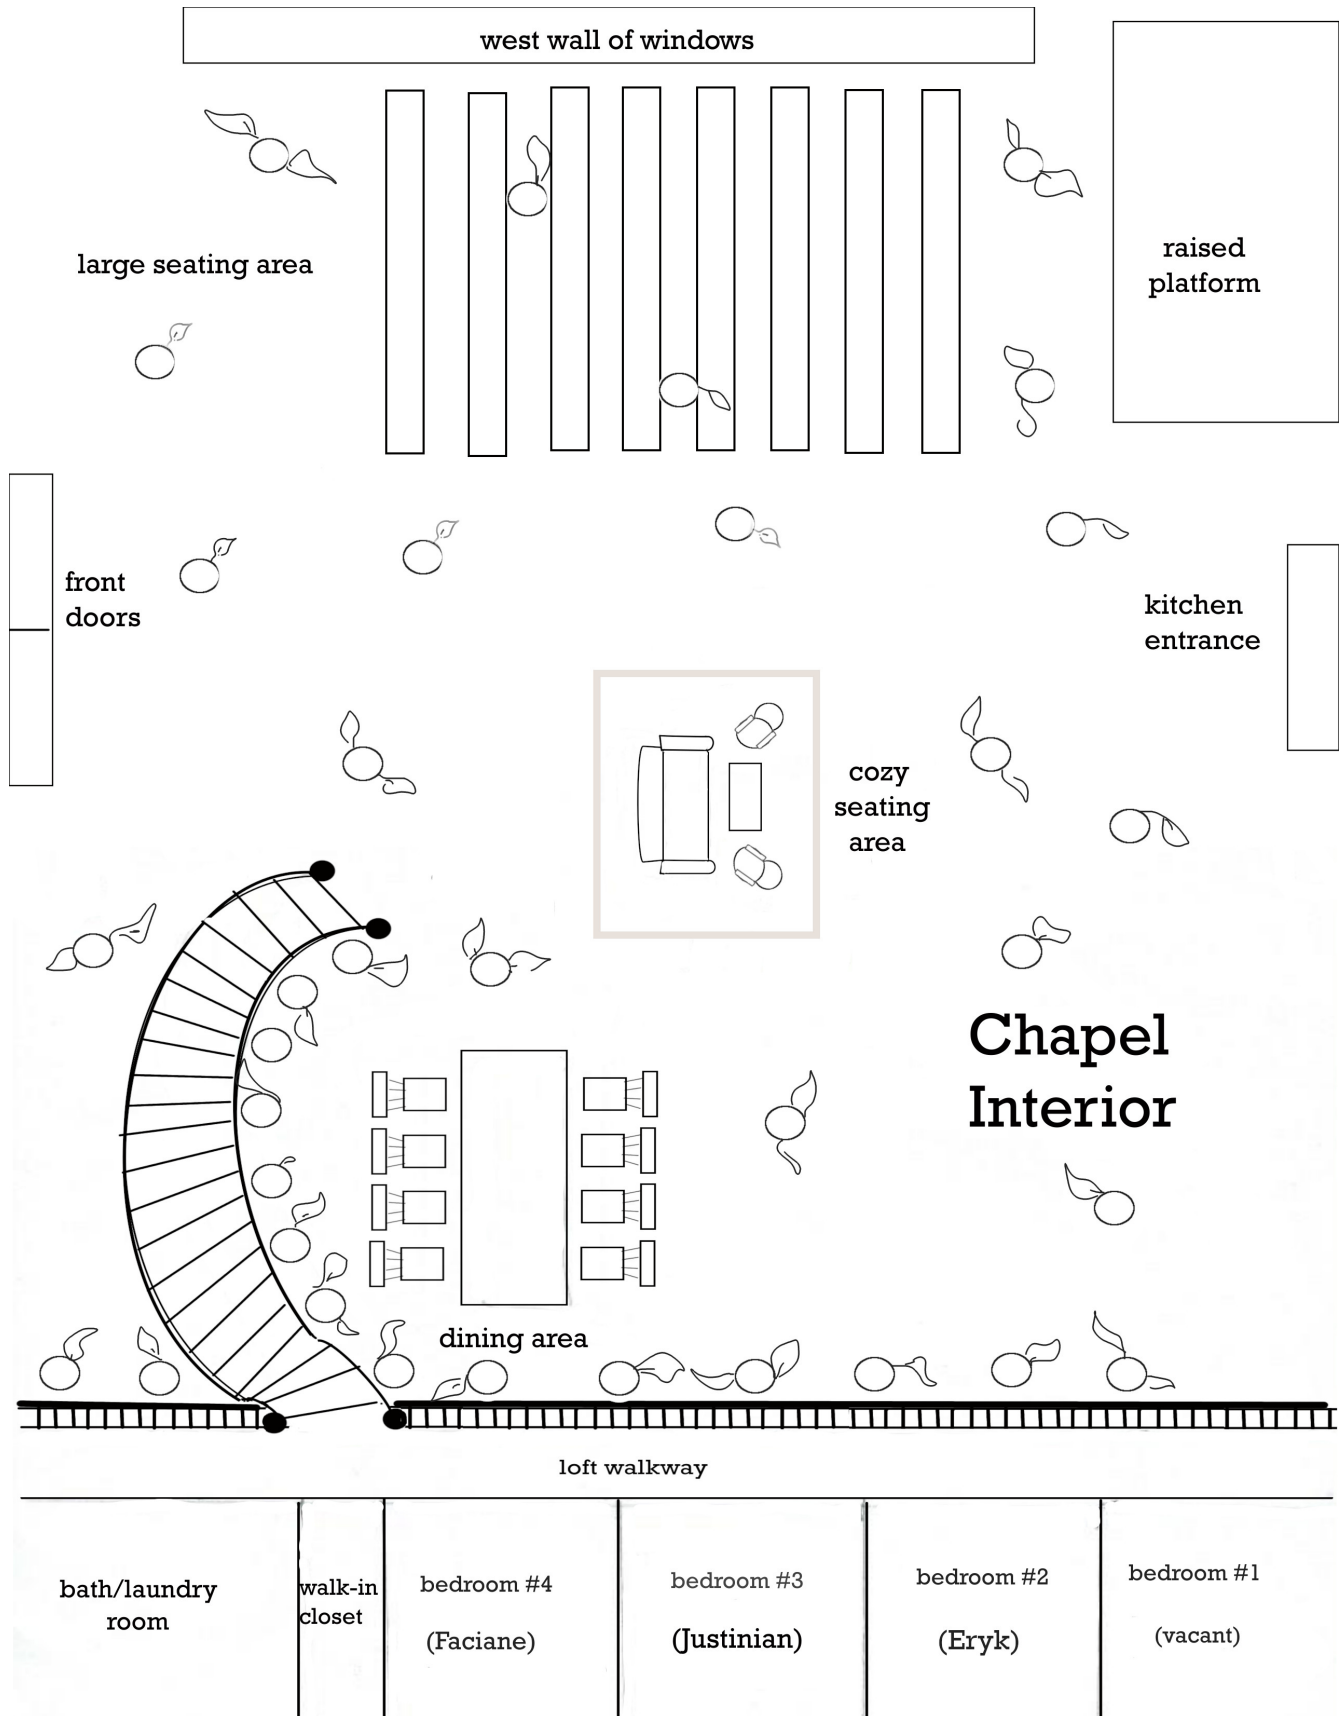 west wall of windows
large seating area
raised
platform
front
doors
kitchen
entrance
cozy
seating
area
Chapel
Interior
dining area
loft walkway
bath/laundry
room
walk-in
closet
bedroom #4
(Faciane)
bedroom #3
(Justinian)
bedroom #2
(Eryk)
bedroom #1
(vacant)